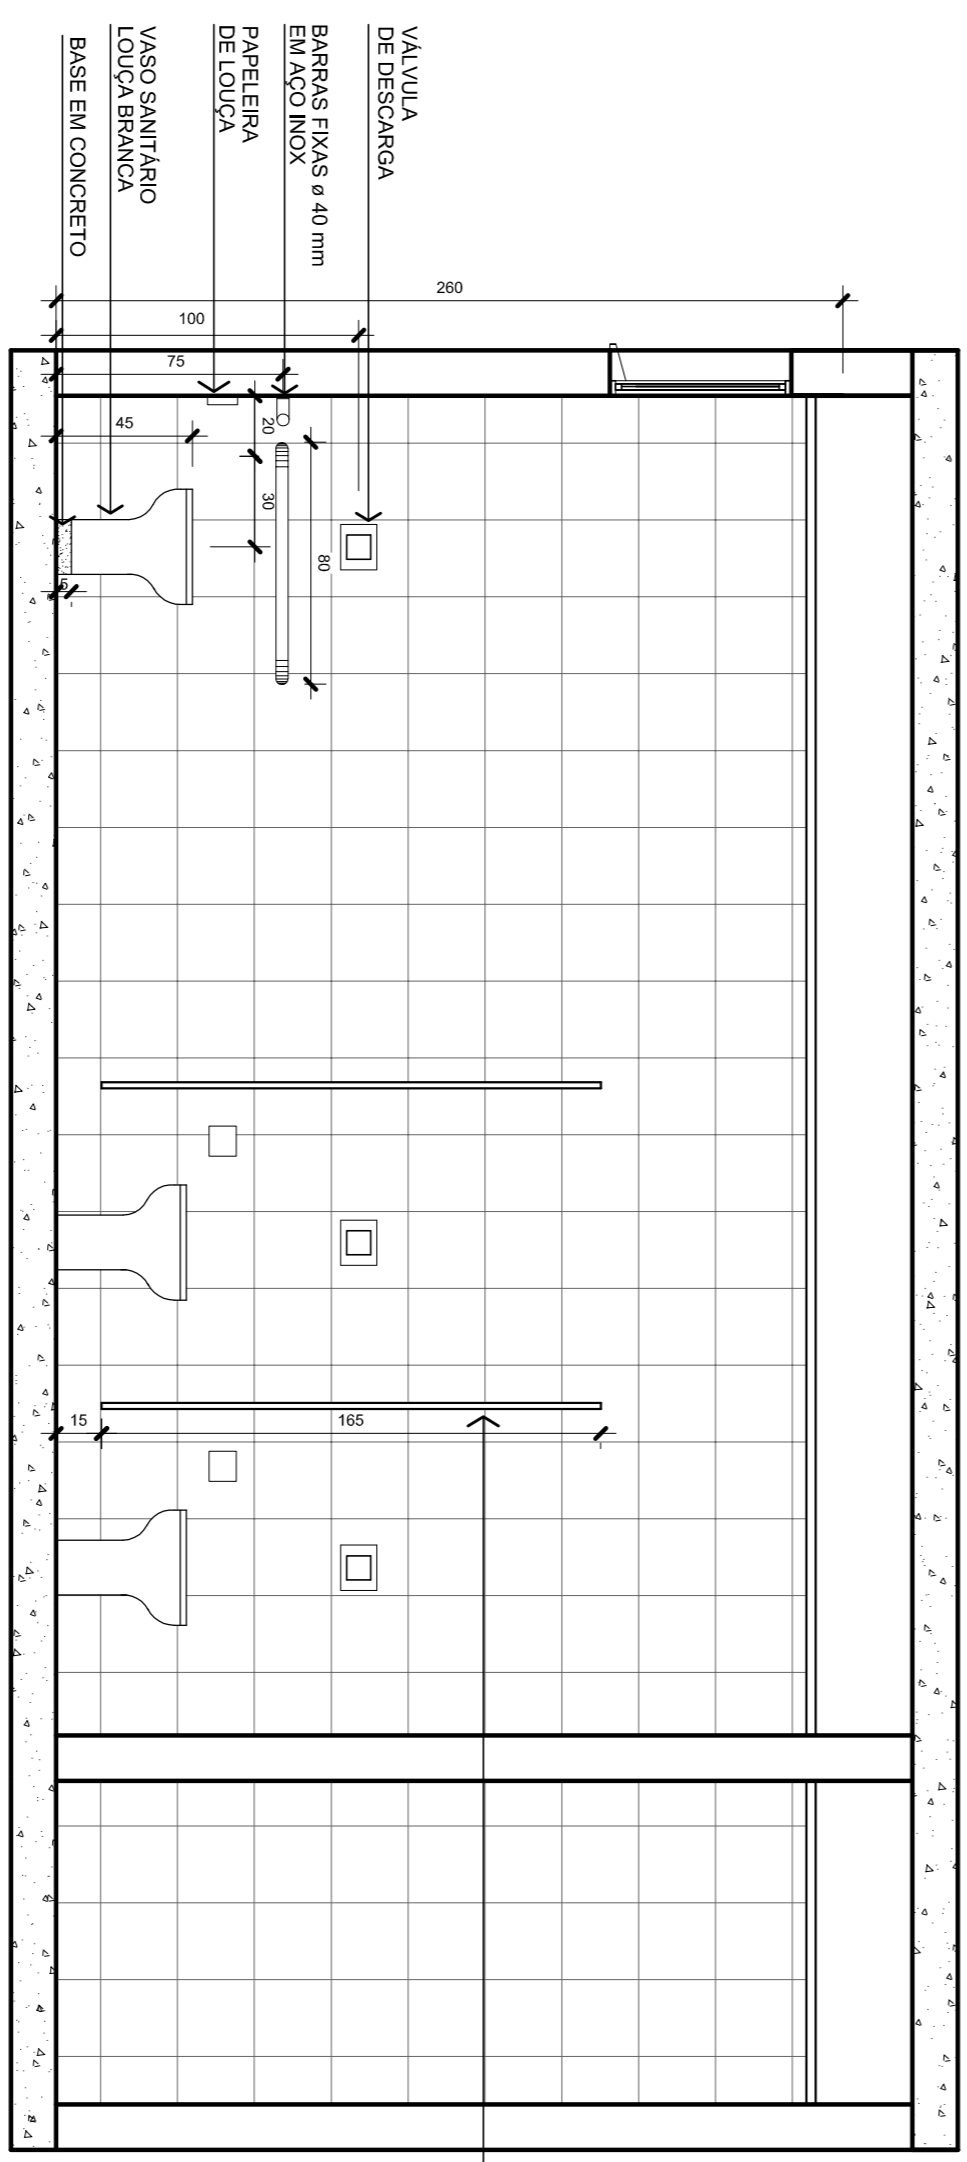 VÁLVULA
DE DESCARGA
BARRAS FIXAS ø 40 mm
EM AÇO INOX
PAPELEIRA
DE LOUÇA
VASO SANITÁRIO
LOUÇA BRANCA
BASE EM CONCRETO
260
100
75
45
20
30
80
5
15
165